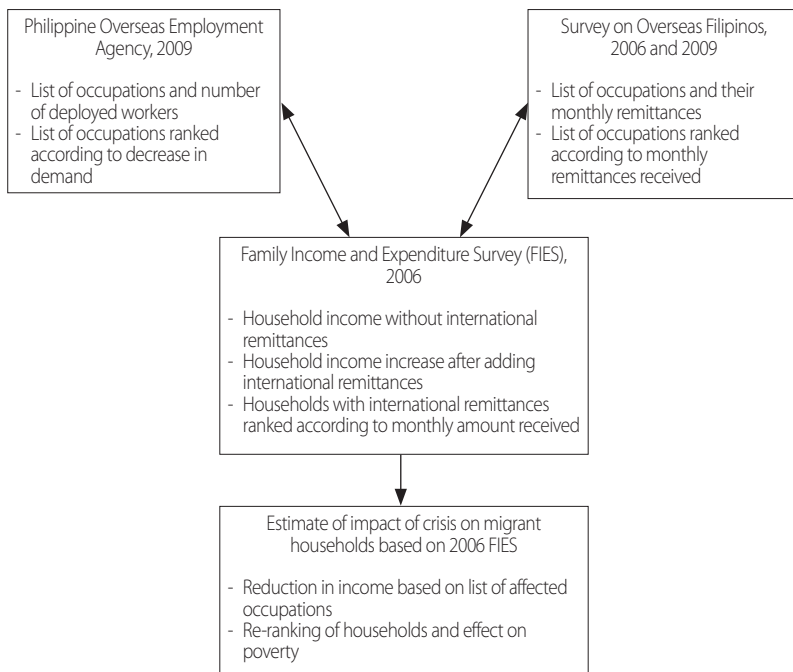 Philippine Overseas Employment
Agency, 2009
- List of occupations and number
of deployed workers
- List of occupations ranked
according to decrease in
demand
Survey on Overseas Filipinos,
2006 and 2009
- List of occupations and their
monthly remittances
- List of occupations ranked
according to monthly
remittances received
Family Income and Expenditure Survey (FIES),
2006
- Household income without international
remittances
- Household income increase after adding
international remittances
- Households with international remittances
ranked according to monthly amount received
Estimate of impact of crisis on migrant
households based on 2006 FIES
- Reduction in income based on list of affected
occupations
- Re-ranking of households and effect on
poverty